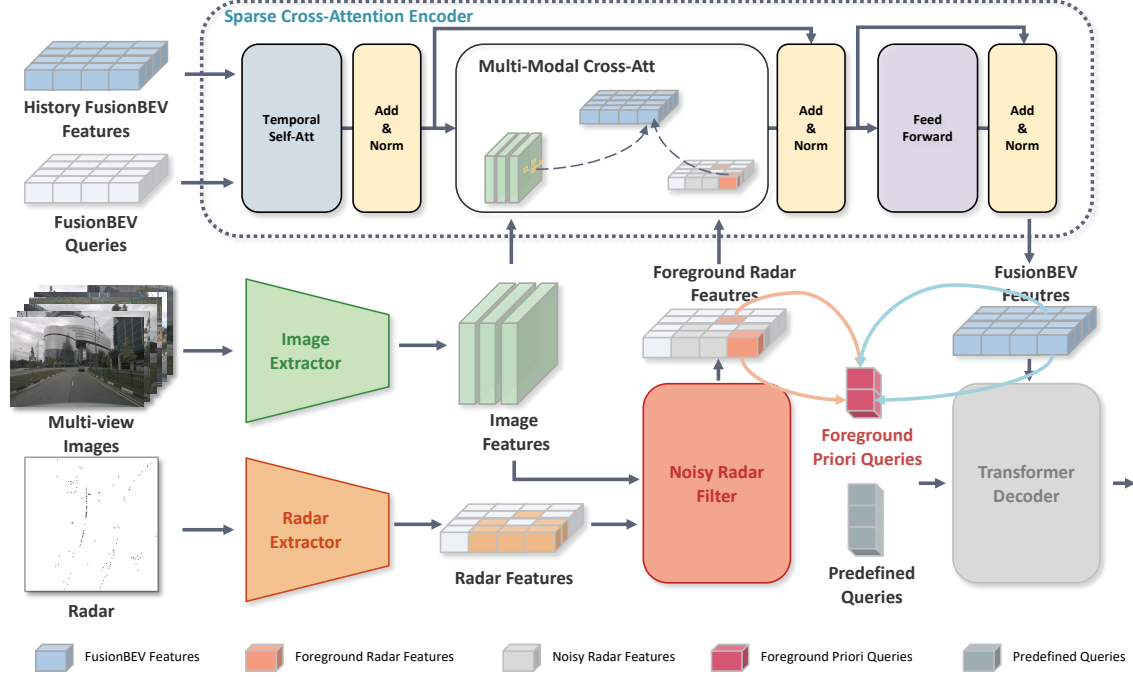 Sparse Cross-Attention Encoder
History FusionBEV
Features
FusionBEV
Queries
Temporal
Self-Att
Add
&
Norm
Multi-Modal Cross-Att
Add
&
Norm
Feed
Forward
Add
&
Norm
Multi-view
Images
Image
Extractor
Image
Features
Foreground Radar
Feautres
FusionBEV
Feautres
Radar
Radar
Extractor
Radar Features
Noisy Radar
Filter
Foreground
Priori Queries
Predefined
Queries
Transformer
Decoder
FusionBEV Features
Foreground Radar Features
Noisy Radar Features
Foreground Priori Queries
Predefined Queries